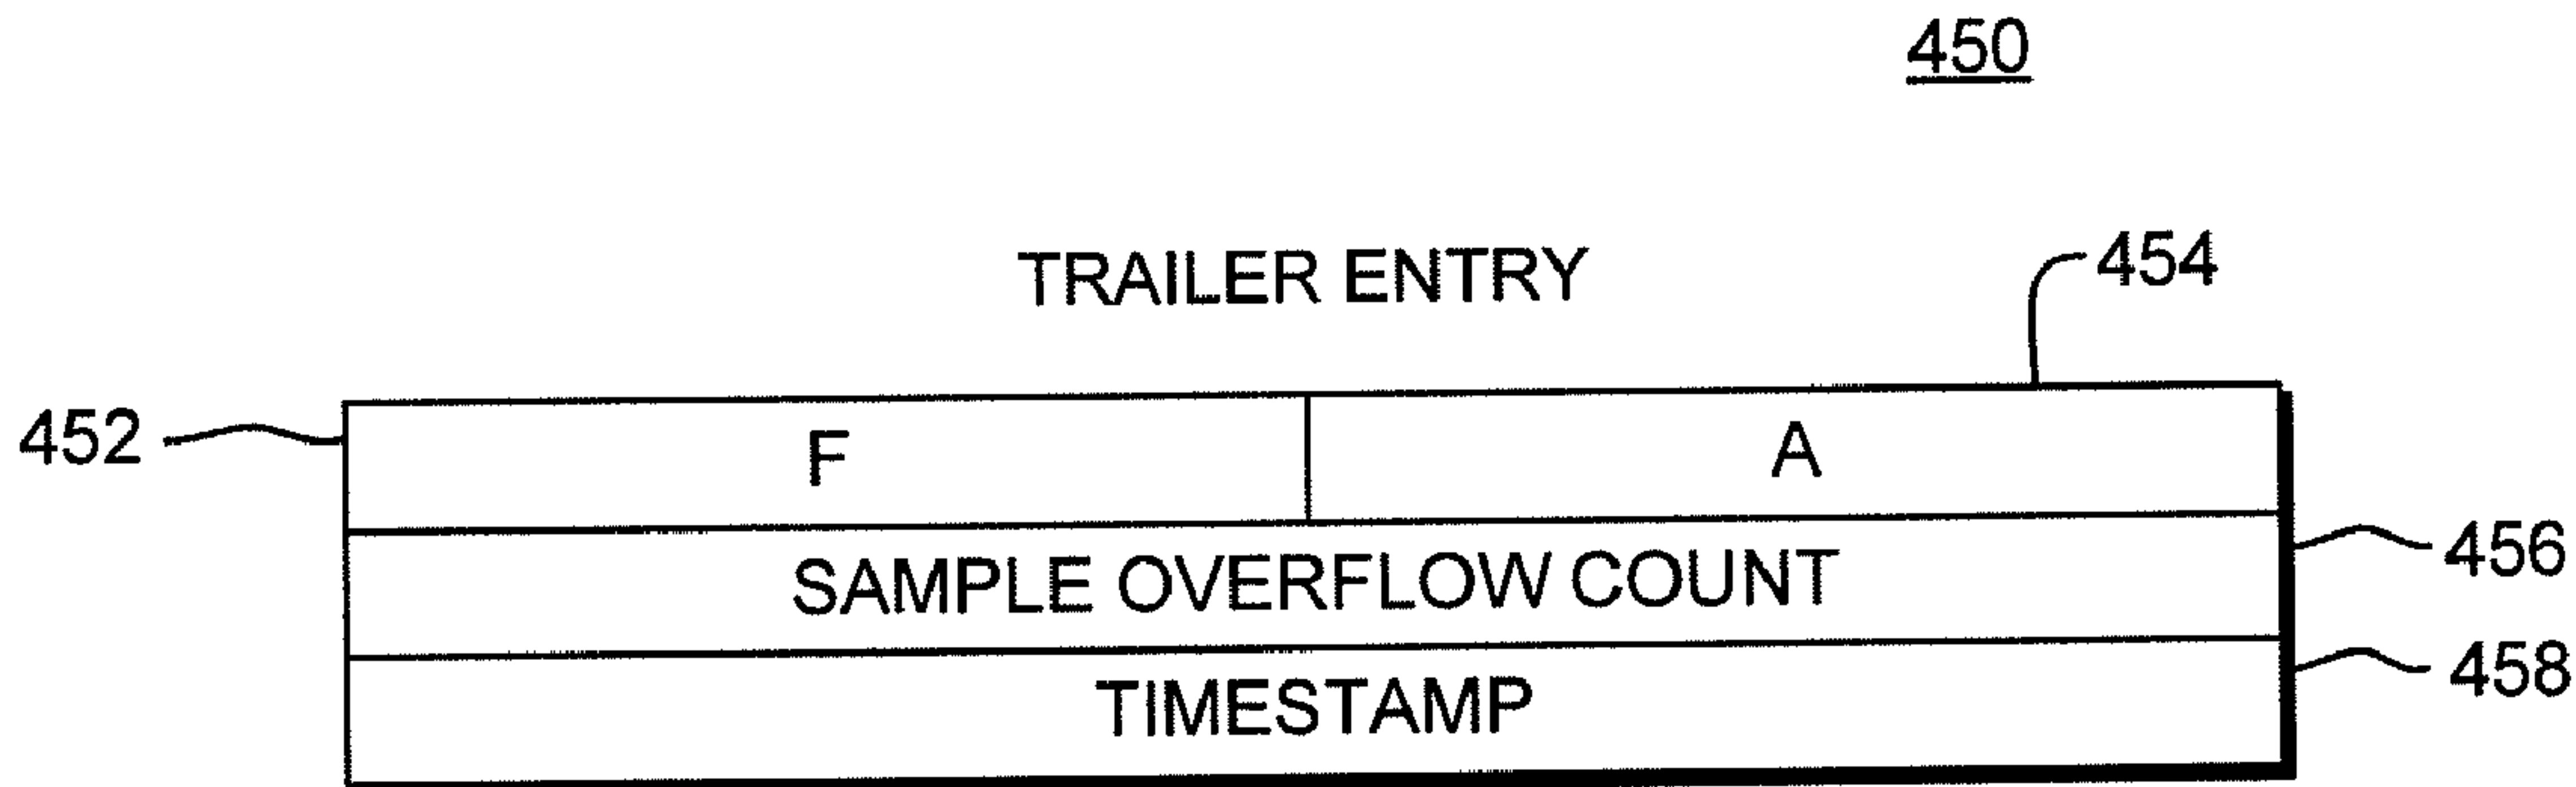 450
TRAILER ENTRY
454
452
F
A
SAMPLE OVERFLOW COUNT
456
TIMESTAMP
458